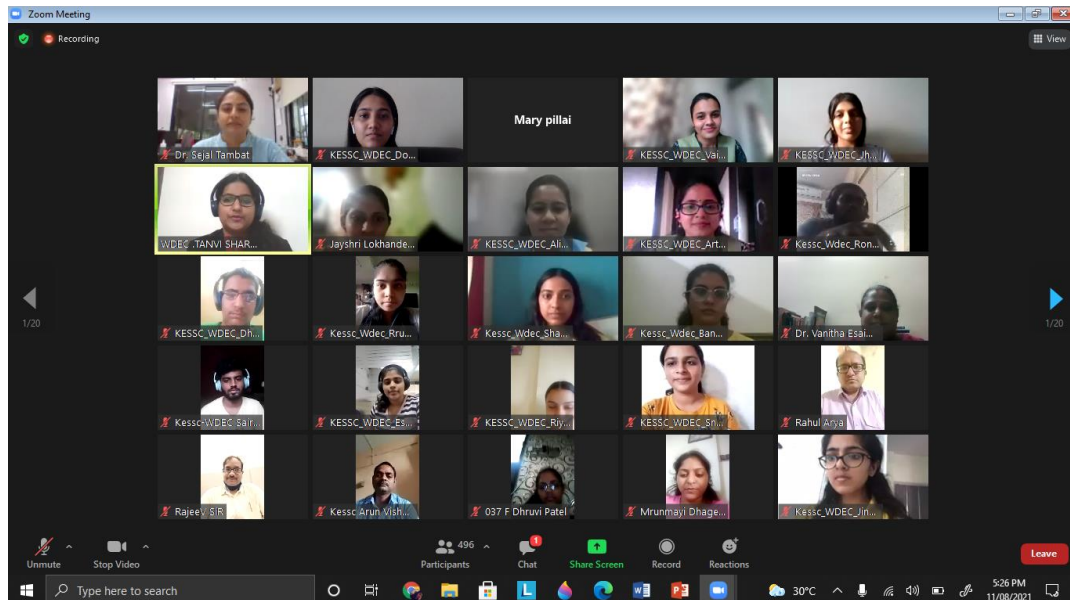 Zoom Meeting
Recording
View
Dr. Sejal Tambat
KESSC_WDEC_Do...
Mary pillai
KESSC_WDEC_Vai...
KESSC_WDEC_Jh...
WDEC .TANVI SHAR...
Jayshri Lokhande...
KESSC_WDEC_Ali...
KESSC_WDEC_Art...
Kessc_Wdec_Ron...
1/20
1/20
KESSC_WDEC_Dh...
Kessc_Wdec_Rru...
Kessc_Wdec_Sha...
Kessc_Wdec_Ban...
Dr. Vanitha Esai...
Kessc-WDEC Sair...
KESSC_WDEC_Es...
KESSC_WDEC_Riy...
KESSC_WDEC_Sn...
Rahul Arya
RajeeV SIR
Kessc Arun Vish...
037 F Dhruvi Patel
Mrunmayi Dhage...
Kessc_WDEC_Jin...
Unmute
Stop Video
496
Participants
1
Chat
Share Screen
Record
Reactions
Leave
Type here to search
30°C
5:26 PM
11/08/2021